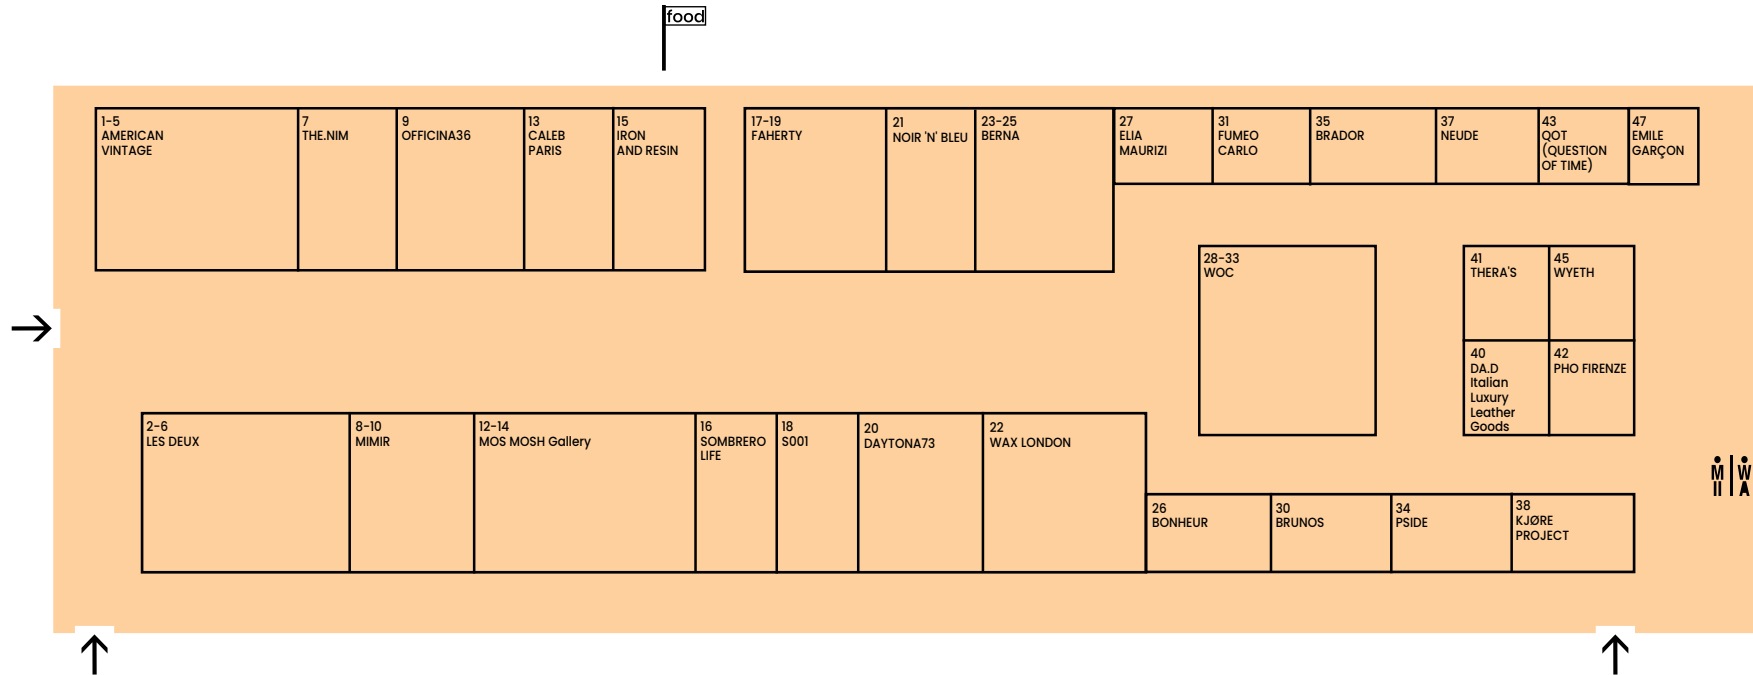 food
1-5
AMERICAN
VINTAGE
7
THE.NIM
9
OFFICINA36
13
CALEB
PARIS
15
IRON
AND RESIN
17-19
FAHERTY
21
NOIR 'N' BLEU
23-25
BERNA
27
ELIA
MAURIZI
31
FUMEO
CARLO
35
BRADOR
37
NEUDE
43
QOT
(QUESTION
OF TIME)
47
EMILE
GARÇON
28-33
WOC
41
THERA'S
45
WYETH
40
DA.D
Italian
Luxury
Leather
Goods
42
PHO FIRENZE
2-6
LES DEUX
8-10
MIMIR
12-14
MOS MOSH Gallery
16
SOMBRERO
LIFE
18
S001
20
DAYTONA73
22
WAX LONDON
26
BONHEUR
30
BRUNOS
34
PSIDE
38
KJØRE
PROJECT
M W